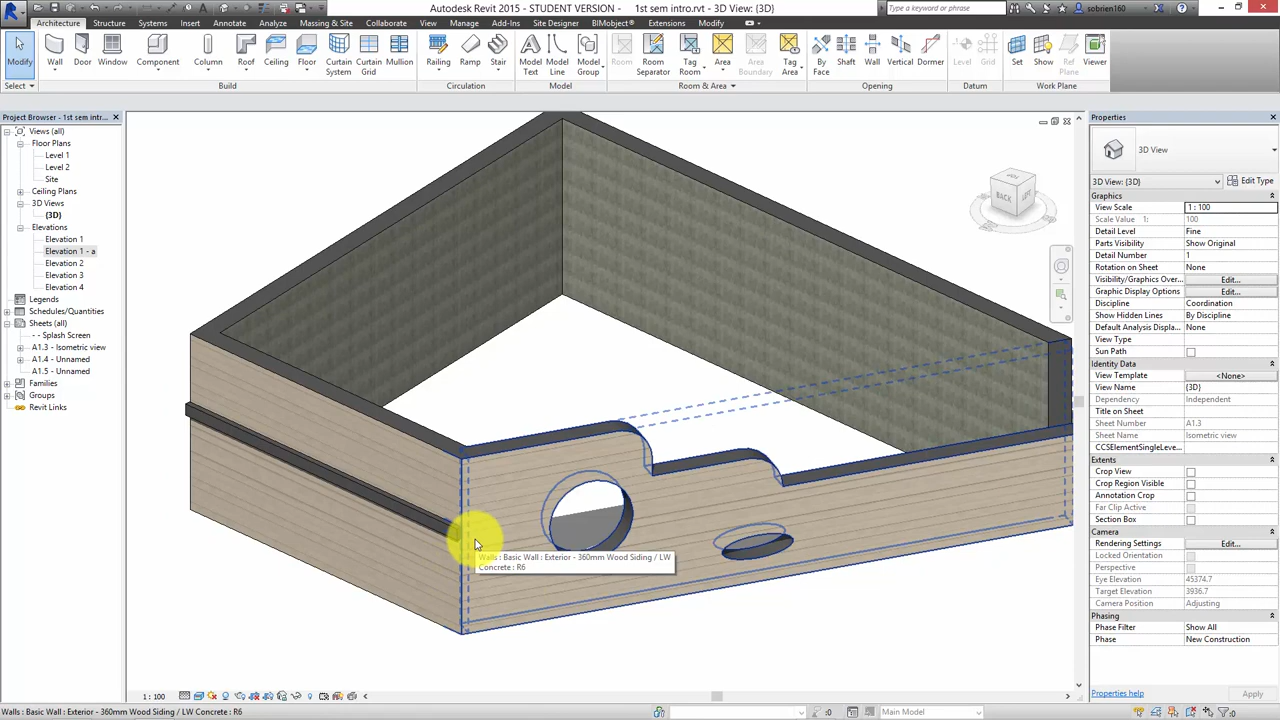 Autodesk Revit 2015 - STUDENT VERSION - 1st sem intro.rvt - 3D View: {3D}
Type a keyword or phrase
sobrien160
Architecture Structure Systems Insert Annotate Analyze Massing & Site Collaborate View Manage Add-Ins Site Designer BIMobject® Extensions Modify
Modify Wall Door Window Component Column Roof Ceiling Floor Curtain System Curtain Grid Mullion Railing Ramp Stair Model Text Model Line Model Group Room Room Separator Tag Room Area Area Boundary Tag Area By Face Shaft Wall Vertical Dormer Level Grid Set Show Ref Plane Viewer
Select Build Circulation Model Room & Area Opening Datum Work Plane
Project Browser - 1st sem intr...
Views (all)
Floor Plans
Level 1
Level 2
Site
Ceiling Plans
3D Views
{3D}
Elevations
Elevation 1
Elevation 1 - a
Elevation 2
Elevation 3
Elevation 4
Legends
Schedules/Quantities
Sheets (all)
- - Splash Screen
A1.3 - Isometric view
A1.4 - Unnamed
A1.5 - Unnamed
Families
Groups
Revit Links
BACK LEFT
Walls : Basic Wall : Exterior - 360mm Wood Siding / LW
Concrete : R6
Properties
3D View
3D View: {3D} Edit Type
Graphics
View Scale 1 : 100
Scale Value 1: 100
Detail Level Fine
Parts Visibility Show Original
Detail Number 1
Rotation on Sheet None
Visibility/Graphics Over... Edit...
Graphic Display Options Edit...
Discipline Coordination
Show Hidden Lines By Discipline
Default Analysis Displa... None
View Type
Sun Path
Identity Data
View Template <None>
View Name {3D}
Dependency Independent
Title on Sheet
Sheet Number A1.3
Sheet Name Isometric view
CCSElementSingleLeve...
Extents
Crop View
Crop Region Visible
Annotation Crop
Far Clip Active
Section Box
Camera
Rendering Settings Edit...
Locked Orientation
Perspective
Eye Elevation 45374.7
Target Elevation 3936.7
Camera Position Adjusting
Phasing
Phase Filter Show All
Phase New Construction
Properties help Apply
1 : 100
Walls : Basic Wall : Exterior - 360mm Wood Siding / LW Concrete : R6
:0
Main Model
:0